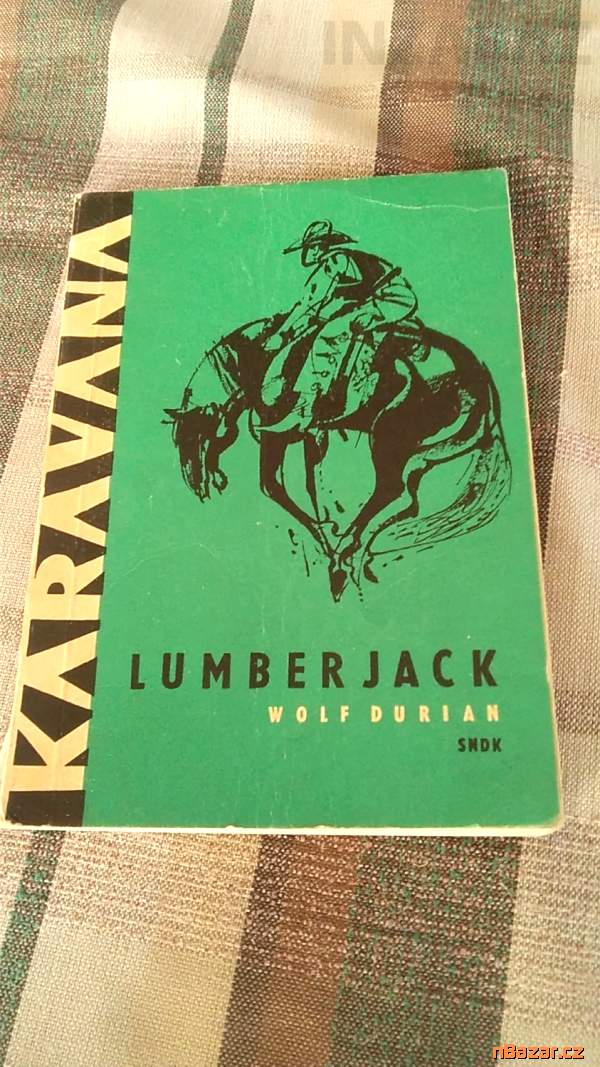 KARAVANA
LUMBERJACK
WOLF DURIAN
SNDK
nBazar.cz